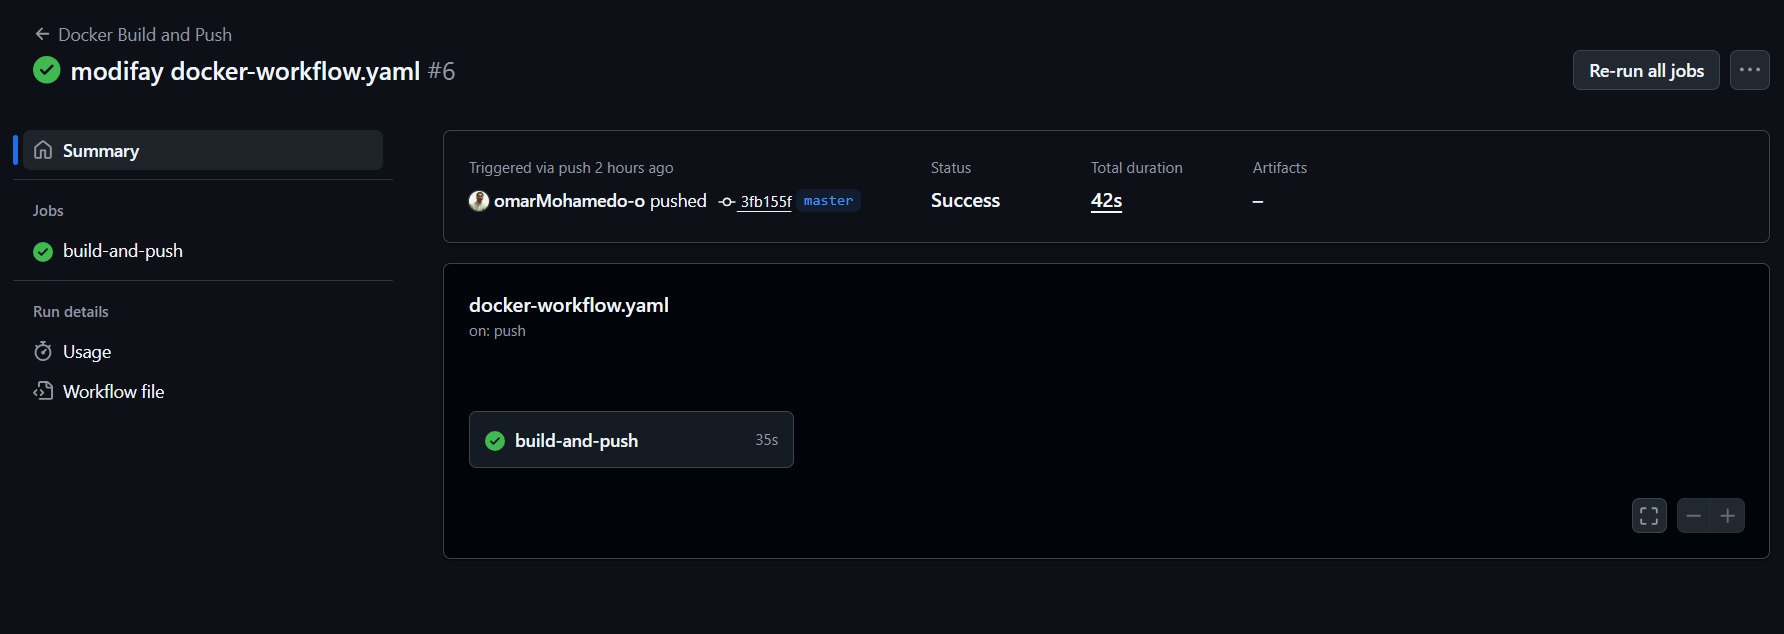 Docker Build and Push
modifay docker-workflow.yaml #6
Re-run all jobs
Summary
Jobs
build-and-push
Run details
Usage
Workflow file
Triggered via push 2 hours ago
omarMohamedo-o pushed 3fb155f master
Status
Success
Total duration
42s
Artifacts
–
docker-workflow.yaml
on: push
build-and-push 35s